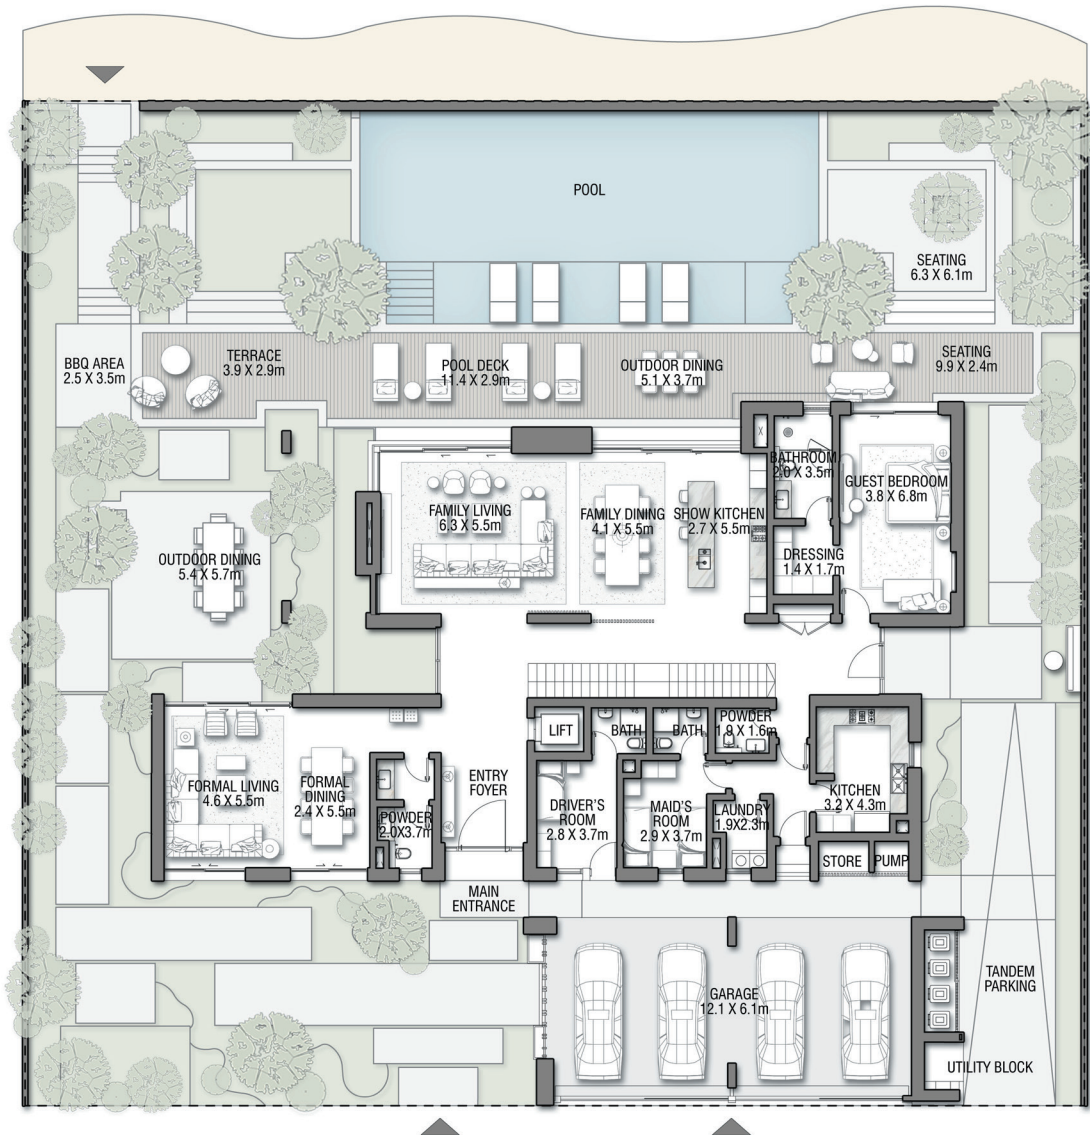 POOL
SEATING
6.3 X 6.1m
BBQ AREA
2.5 X 3.5m
TERRACE
3.9 X 2.9m
POOL DECK
11.4 X 2.9m
OUTDOOR DINING
5.1 X 3.7m
SEATING
9.9 X 2.4m
BATHROOM
2.0 X 3.5m
GUEST BEDROOM
3.8 X 6.8m
FAMILY LIVING
6.3 X 5.5m
FAMILY DINING
4.1 X 5.5m
SHOW KITCHEN
2.7 X 5.5m
DRESSING
1.4 X 1.7m
OUTDOOR DINING
5.4 X 5.7m
LIFT
BATH
BATH
POWDER
1.9 X 1.6m
FORMAL LIVING
4.6 X 5.5m
FORMAL
DINING
2.4 X 5.5m
POWDER
2.0X3.7m
ENTRY
FOYER
DRIVER'S
ROOM
2.8 X 3.7m
MAID'S
ROOM
2.9 X 3.7m
LAUNDRY
1.9X2.3m
KITCHEN
3.2 X 4.3m
STORE
PUMP
MAIN
ENTRANCE
GARAGE
12.1 X 6.1m
TANDEM
PARKING
UTILITY BLOCK